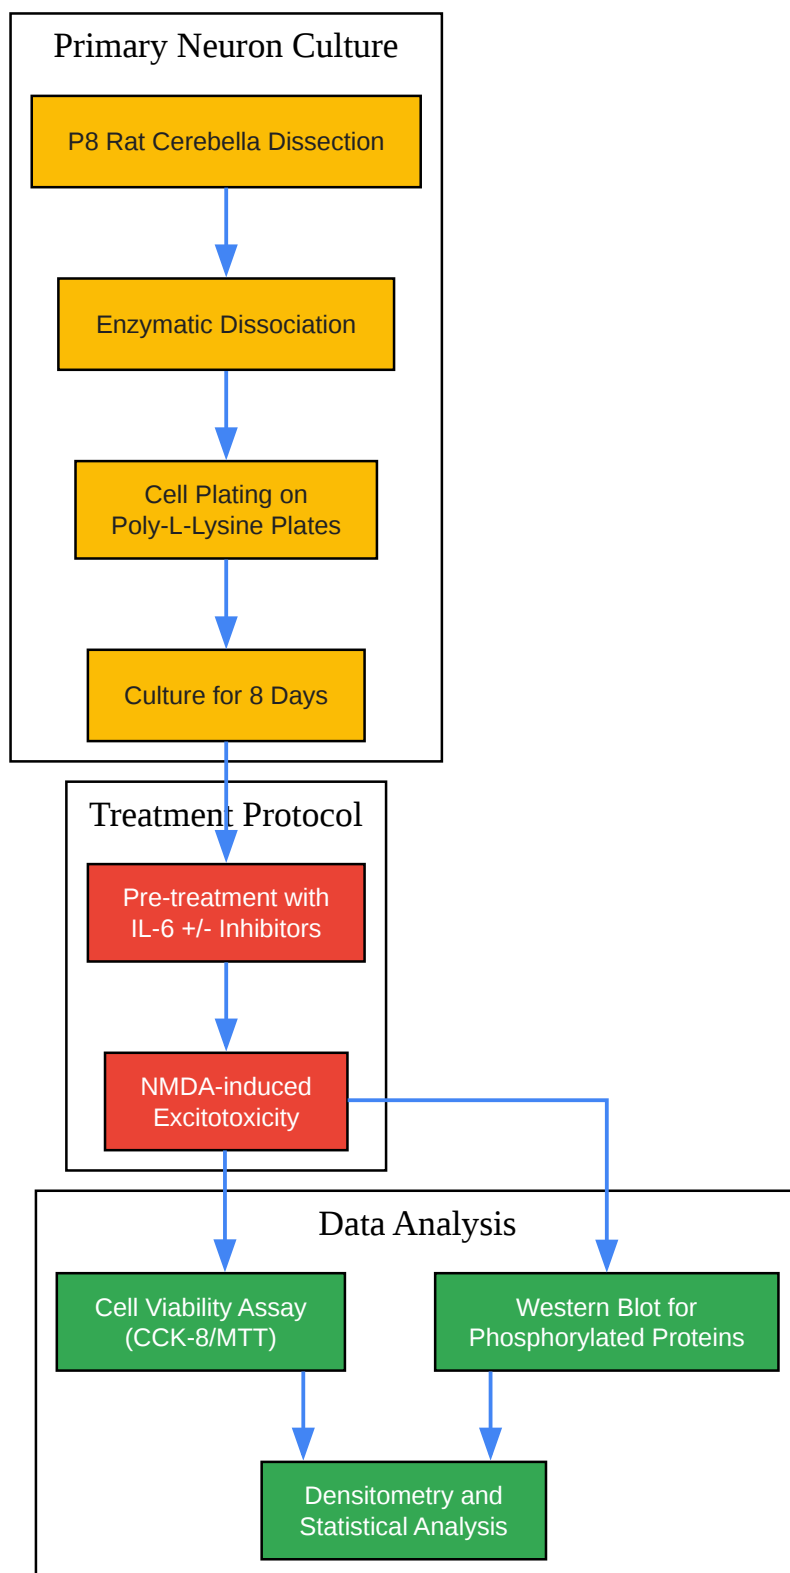 Primary Neuron Culture
P8 Rat Cerebella Dissection
Enzymatic Dissociation
Cell Plating on
Poly-L-Lysine Plates
Culture for 8 Days
Treatment Protocol
Pre-treatment with
IL-6 +/- Inhibitors
NMDA-induced
Excitotoxicity
Data Analysis
Cell Viability Assay
(CCK-8/MTT)
Western Blot for
Phosphorylated Proteins
Densitometry and
Statistical Analysis